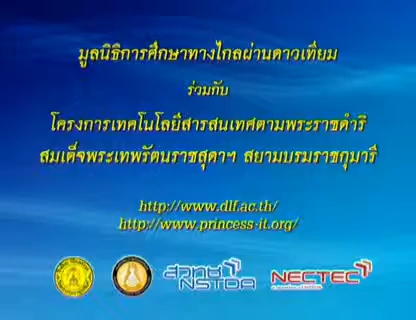 มูลนิธิการศึกษาทางไกลผ่านดาวเทียม
ร่วมกับ
โครงการเทคโนโลยีสารสนเทศตามพระราชดำริ
สมเด็จพระเทพรัตนราชสุดาฯ สยามบรมราชกุมารี
http://www.dlf.ac.th/
http://www.princess-it.org/
สวทช
NSTDA
NECTEC